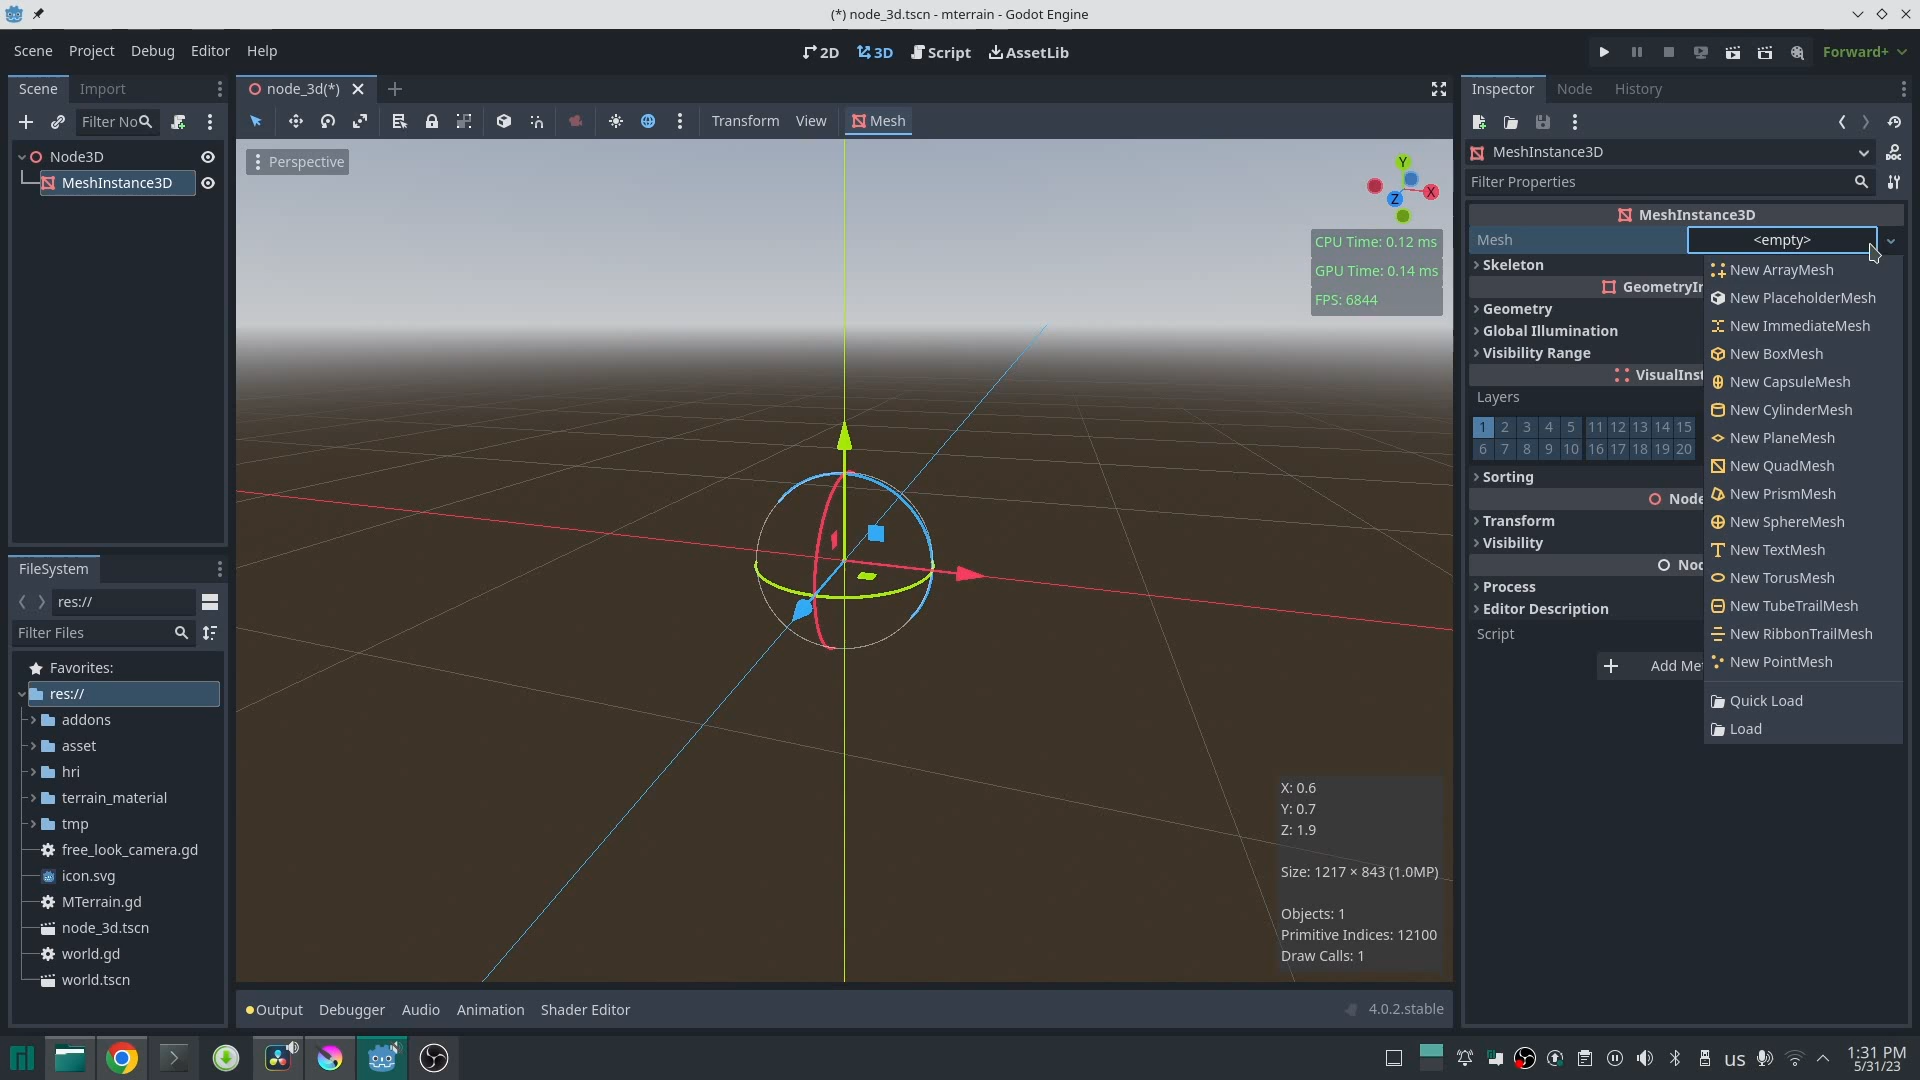 (*) node_3d.tscn - mterrain - Godot Engine
Scene Project Debug Editor Help
2D 3D Script AssetLib
Forward+
Scene Import
node_3d(*)
Inspector Node History
Filter No
Transform View Mesh
Node3D
MeshInstance3D
Perspective
Y
X
Z
CPU Time: 0.12 ms
GPU Time: 0.14 ms
FPS: 6844
X: 0.6
Y: 0.7
Z: 1.9
Size: 1217 × 843 (1.0MP)
Objects: 1
Primitive Indices: 12100
Draw Calls: 1
MeshInstance3D
Filter Properties
MeshInstance3D
Mesh <empty>
Skeleton
GeometryIn
Geometry
Global Illumination
Visibility Range
VisualInst
Layers
1 2 3 4 5 11 12 13 14 15
6 7 8 9 10 16 17 18 19 20
Sorting
Node
Transform
Visibility
Noc
Process
Editor Description
Script
Add Met
New ArrayMesh
New PlaceholderMesh
New ImmediateMesh
New BoxMesh
New CapsuleMesh
New CylinderMesh
New PlaneMesh
New QuadMesh
New PrismMesh
New SphereMesh
New TextMesh
New TorusMesh
New TubeTrailMesh
New RibbonTrailMesh
New PointMesh
Quick Load
Load
FileSystem
res://
Filter Files
Favorites:
res://
addons
asset
hri
terrain_material
tmp
free_look_camera.gd
icon.svg
MTerrain.gd
node_3d.tscn
world.gd
world.tscn
Output Debugger Audio Animation Shader Editor
4.0.2.stable
us
1:31 PM
5/31/23